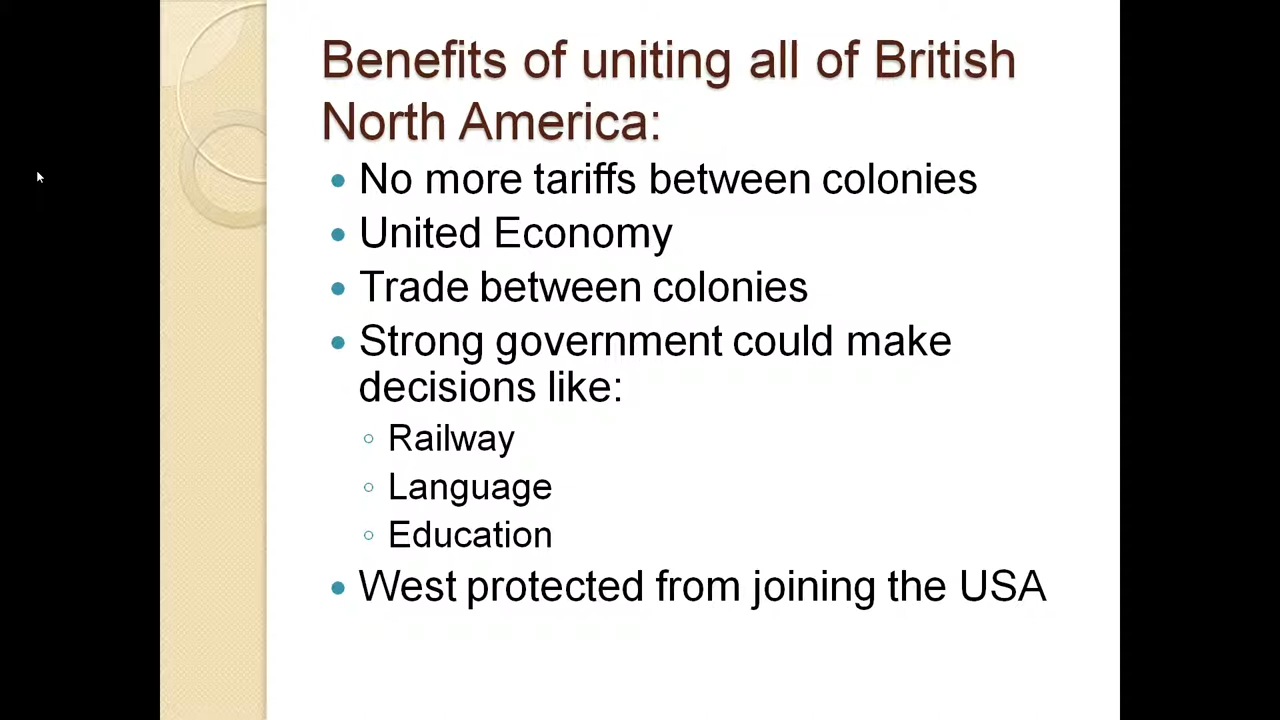 Benefits of uniting all of British
North America:
• No more tariffs between colonies
• United Economy
• Trade between colonies
• Strong government could make
decisions like:
◦ Railway
◦ Language
◦ Education
• West protected from joining the USA